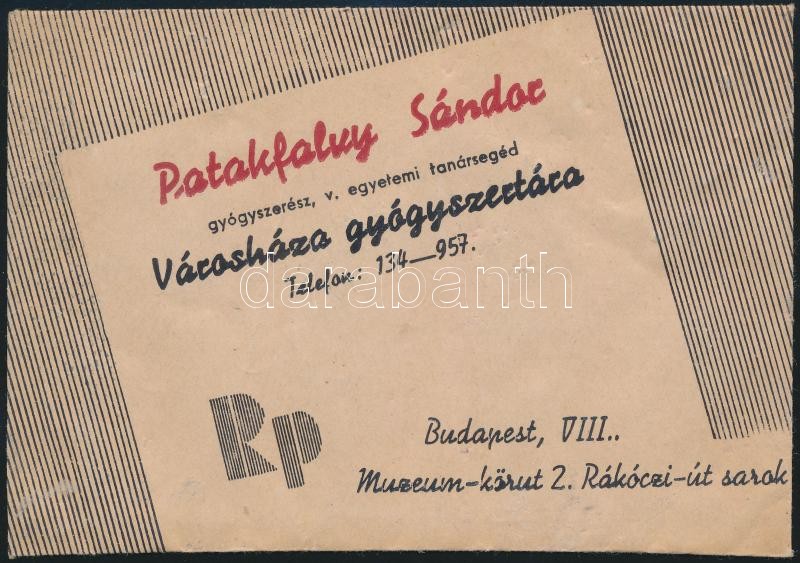 Patakfalvy Sándor
gyógyszerész, v. egyetemi tanársegéd
Városháza gyógyszertára
Telefon: 134—957.
darabanth
Rp
Budapest, VIII..
Muzeum-körut 2. Rákóczi-út sarok